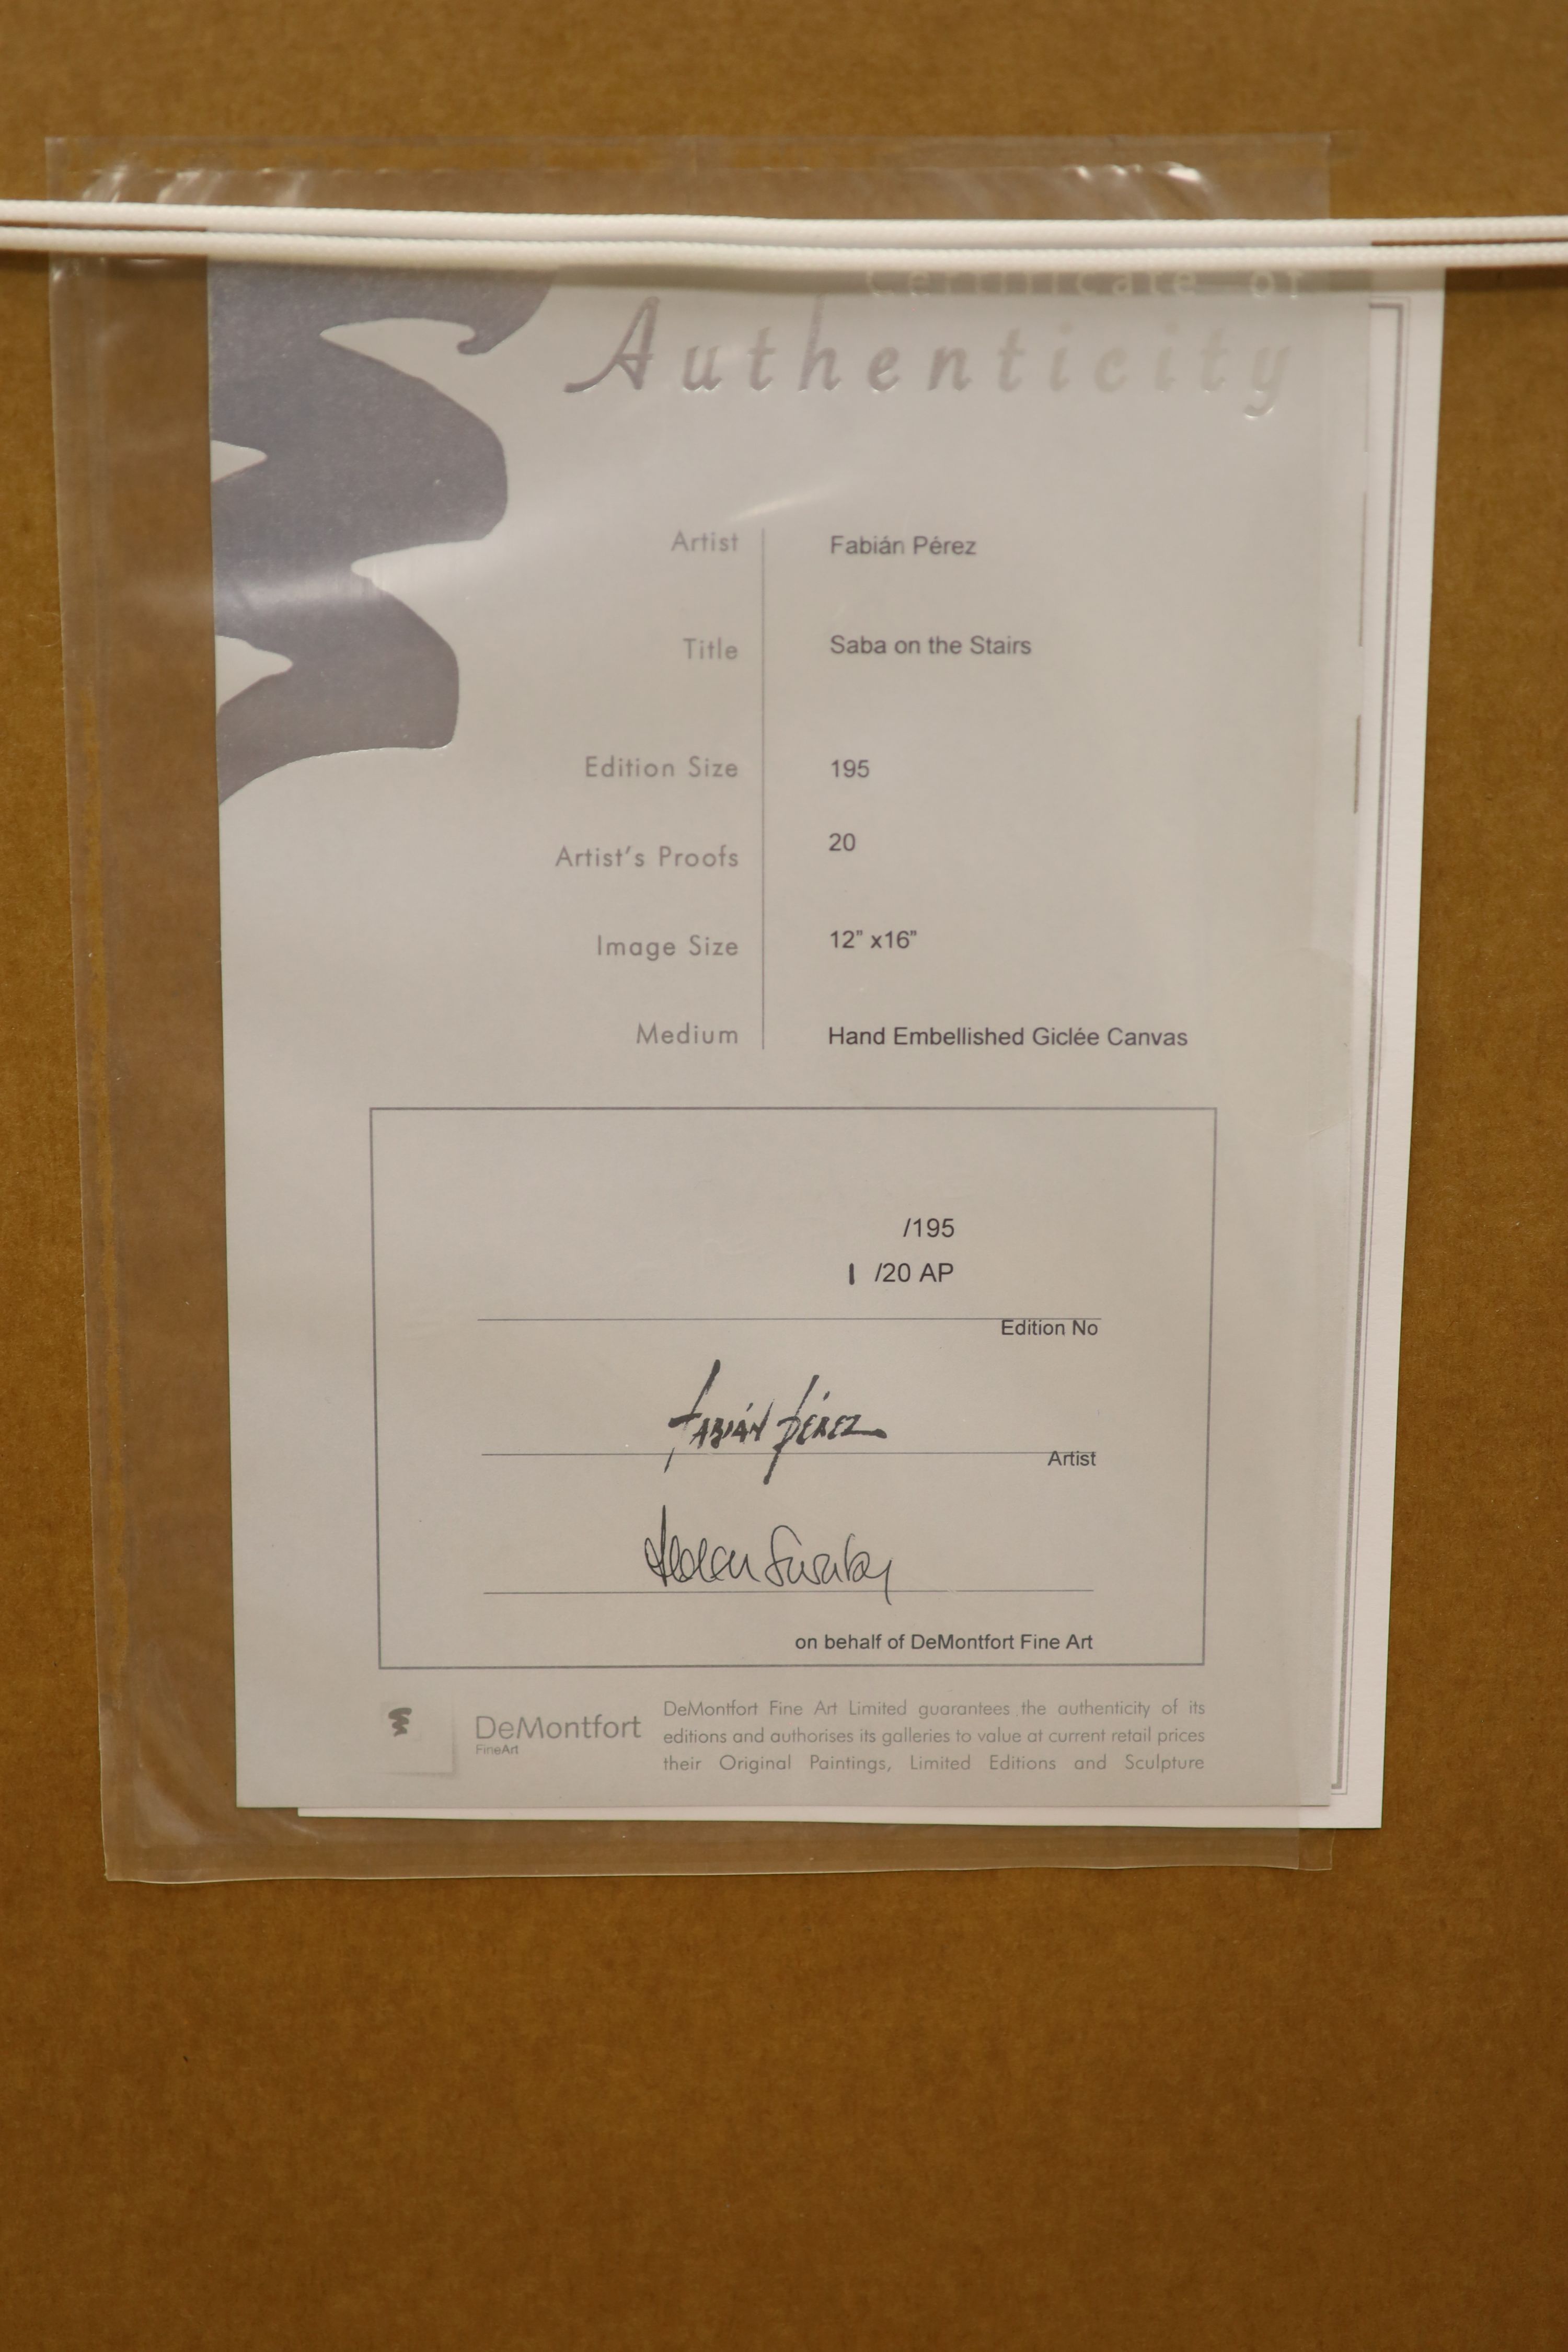 Certificate of
Authenticity
Artist Fabián Pérez
Title Saba on the Stairs
Edition Size 195
Artist's Proofs 20
Image Size 12” x16”
Medium Hand Embellished Giclée Canvas
/195
1 /20 AP
Edition No
FABIÁN PÉREZ
Artist
Helen Swaby
on behalf of DeMontfort Fine Art
DeMontfort
FineArt
DeMontfort Fine Art Limited guarantees the authenticity of its
editions and authorises its galleries to value at current retail prices
their Original Paintings, Limited Editions and Sculpture